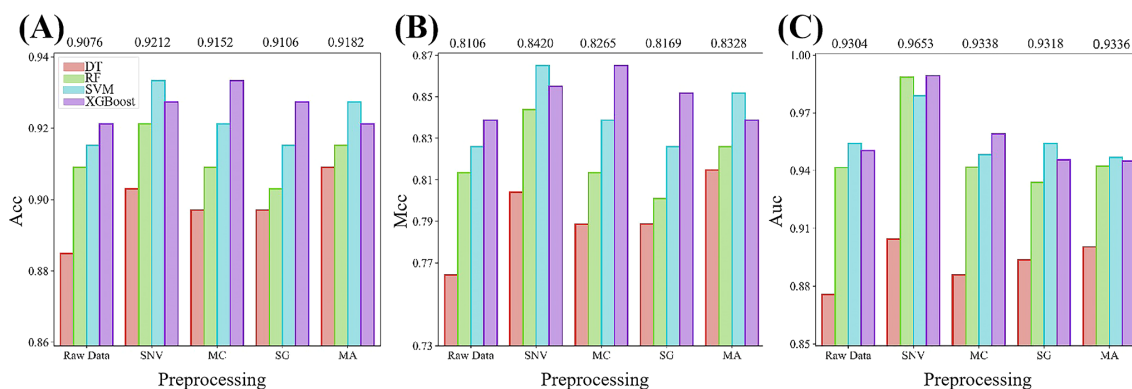 (A)
0.9076 0.9212 0.9152 0.9106 0.9182
0.94
0.92
0.90
0.88
0.86
Acc
DT
RF
SVM
XGBoost
Raw Data SNV MC SG MA
Preprocessing
(B)
0.8106 0.8420 0.8265 0.8169 0.8328
0.87
0.85
0.83
0.81
0.79
0.77
0.73
Mcc
Raw Data SNV MC SG MA
Preprocessing
(C)
0.9304 0.9653 0.9338 0.9318 0.9336
1.00
0.97
0.94
0.91
0.88
0.85
Auc
Raw Data SNV MC SG MA
Preprocessing